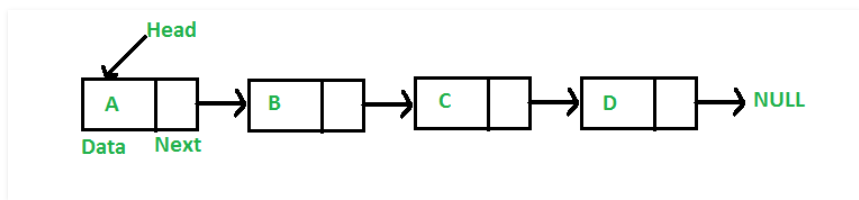 Head
A B C D NULL
Data Next